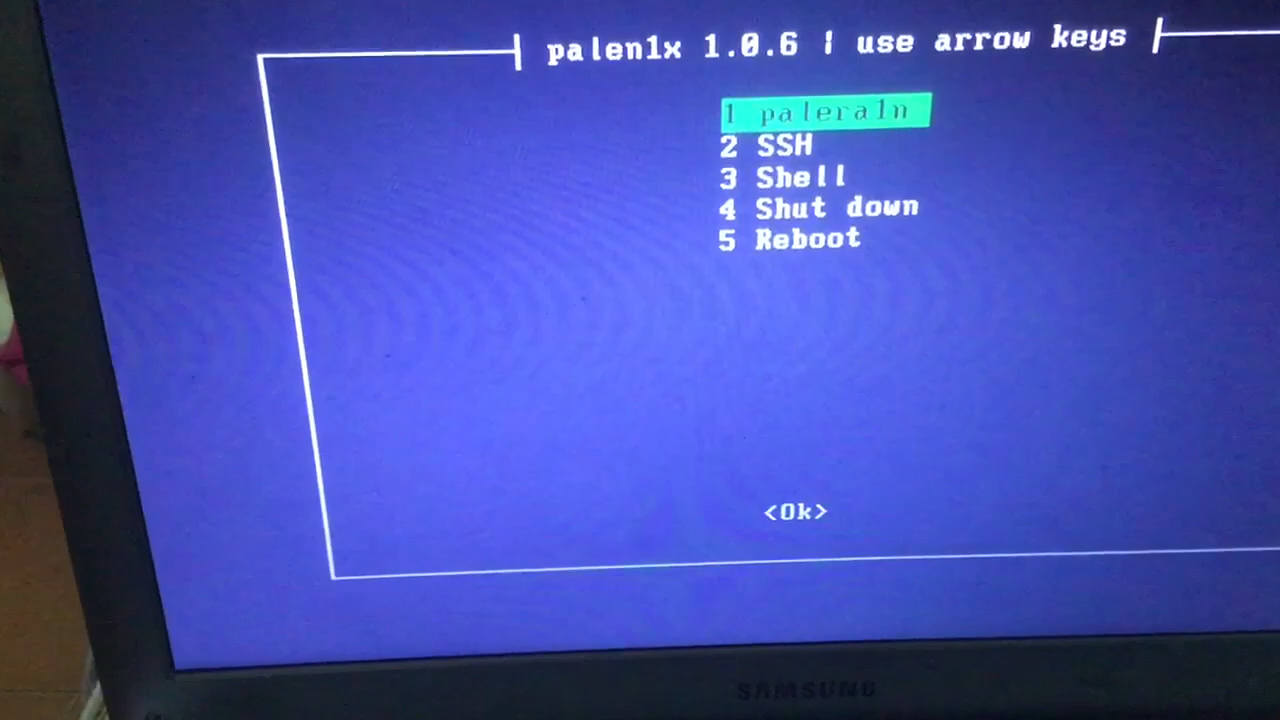 palen1x 1.0.6 | use arrow keys
1 palera1n
2 SSH
3 Shell
4 Shut down
5 Reboot
<Ok>
SAMSUNG